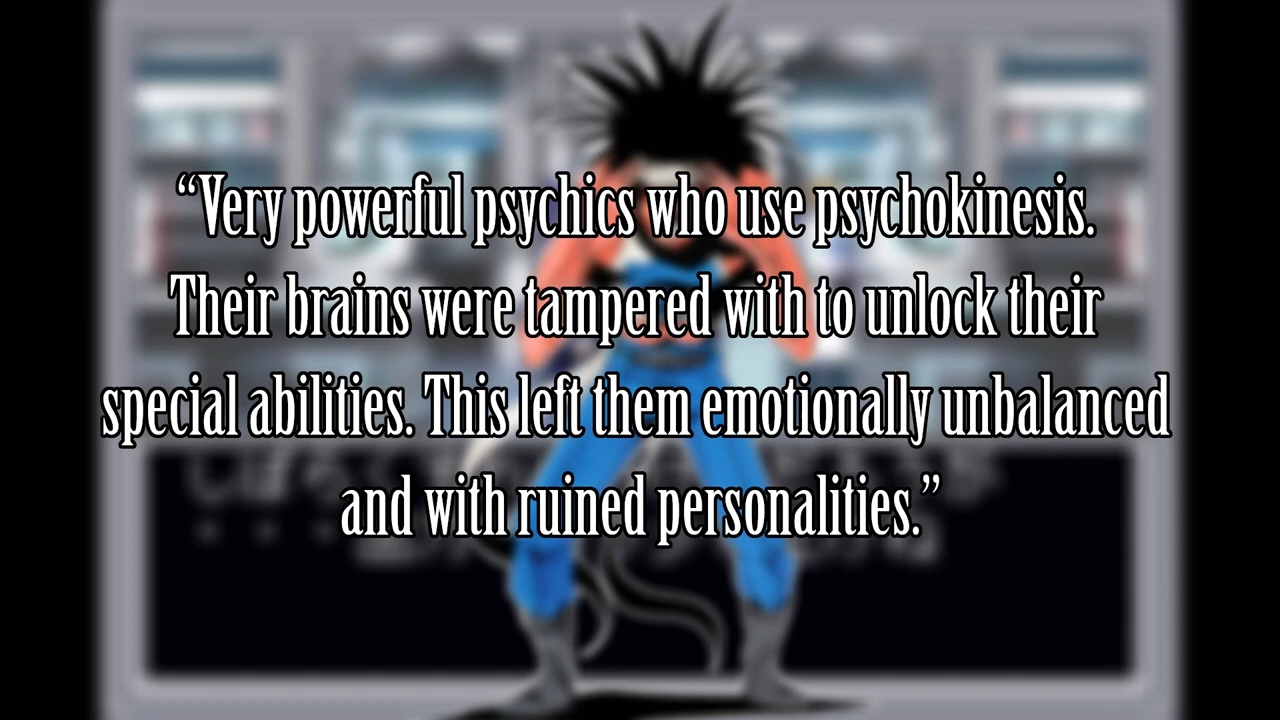 “Very powerful psychics who use psychokinesis.
Their brains were tampered with to unlock their
special abilities. This left them emotionally unbalanced
and with ruined personalities.”